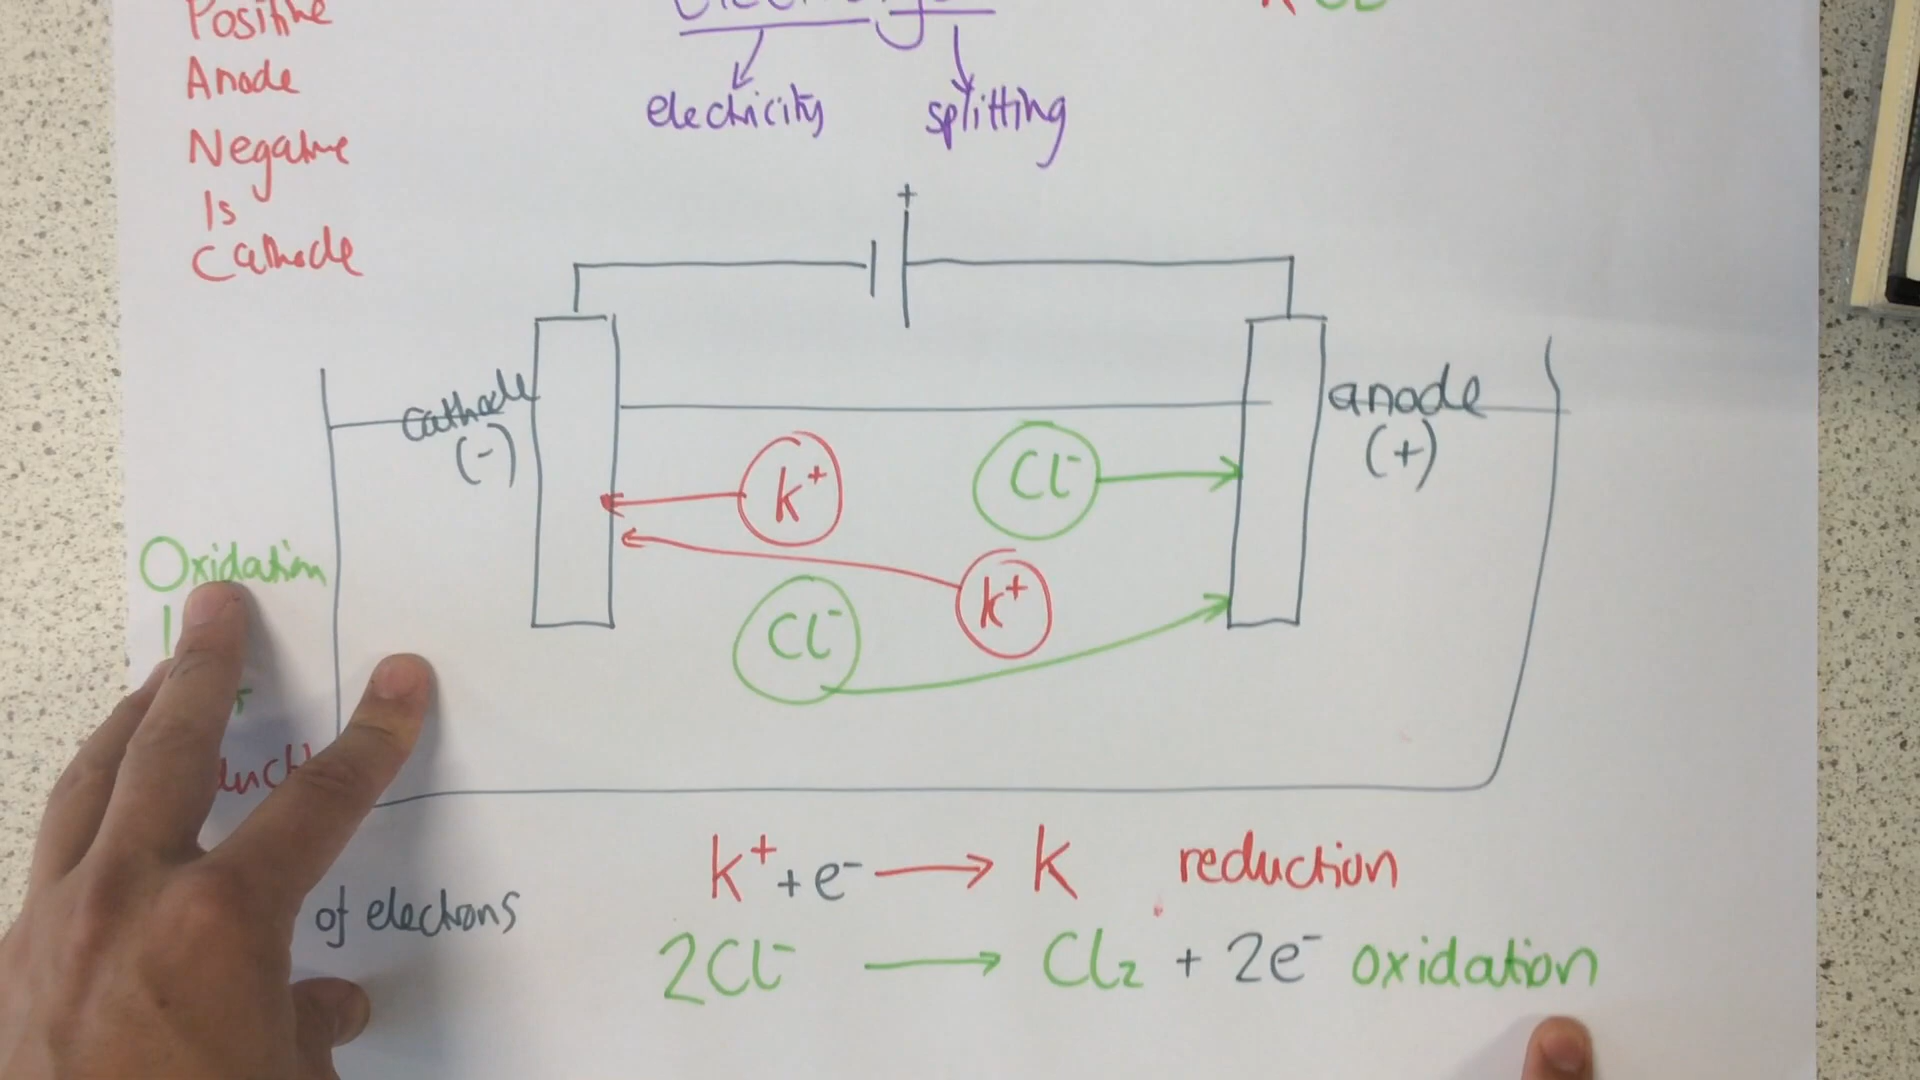 Positive
Anode
Negative
Is
Cathode
electricity splitting
+
cathode
(-)
anode
(+)
K⁺
Cl⁻
K⁺
Cl⁻
Oxidation
of electrons
K⁺ + e⁻ → K reduction
2Cl⁻ → Cl₂ + 2e⁻ oxidation